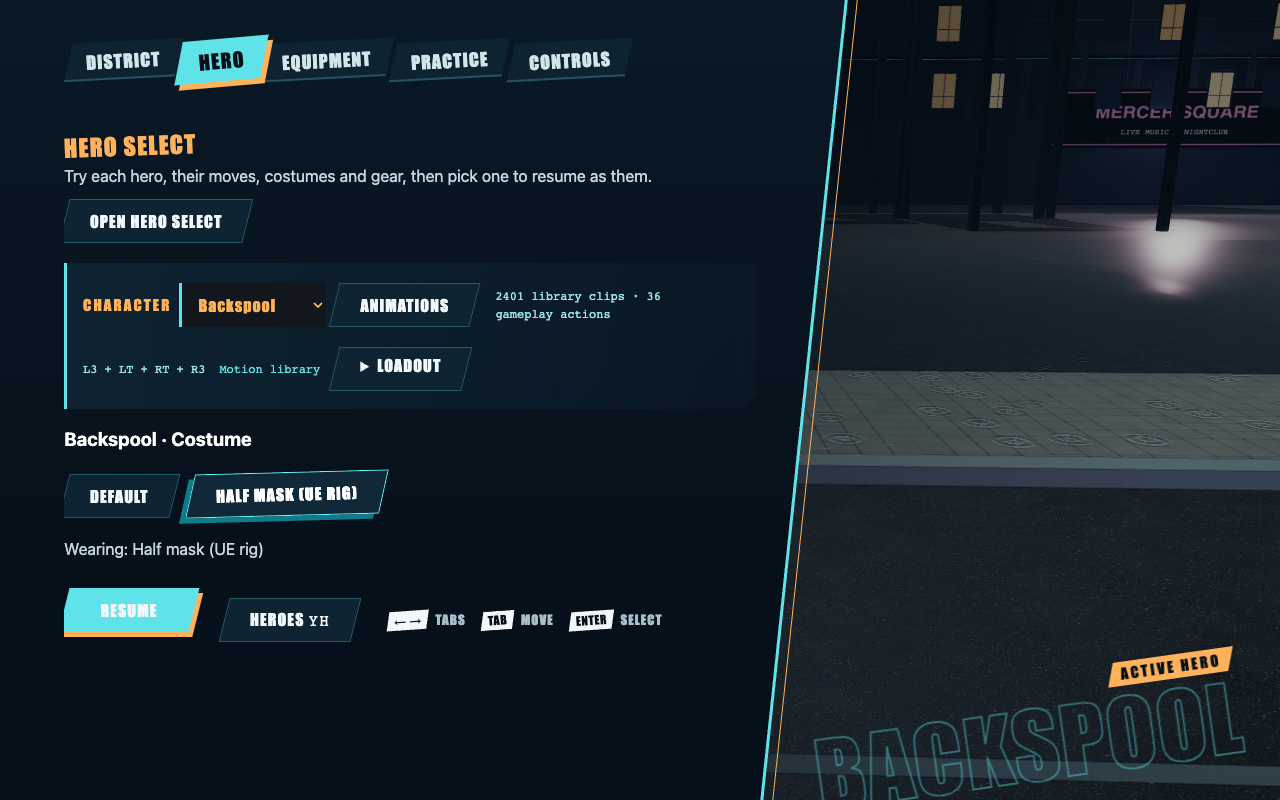 DISTRICT
HERO
EQUIPMENT
PRACTICE
CONTROLS
HERO SELECT
Try each hero, their moves, costumes and gear, then pick one to resume as them.
OPEN HERO SELECT
CHARACTER
Backspool
ANIMATIONS
2401 library clips · 36
gameplay actions
L3 + LT + RT + R3 Motion library
▶ LOADOUT
Backspool · Costume
DEFAULT
HALF MASK (UE RIG)
Wearing: Half mask (UE rig)
RESUME
HEROES YH
←→ TABS
TAB MOVE
ENTER SELECT
MERCER SQUARE
LIVE MUSIC NIGHTCLUB
ACTIVE HERO
BACKSPOOL